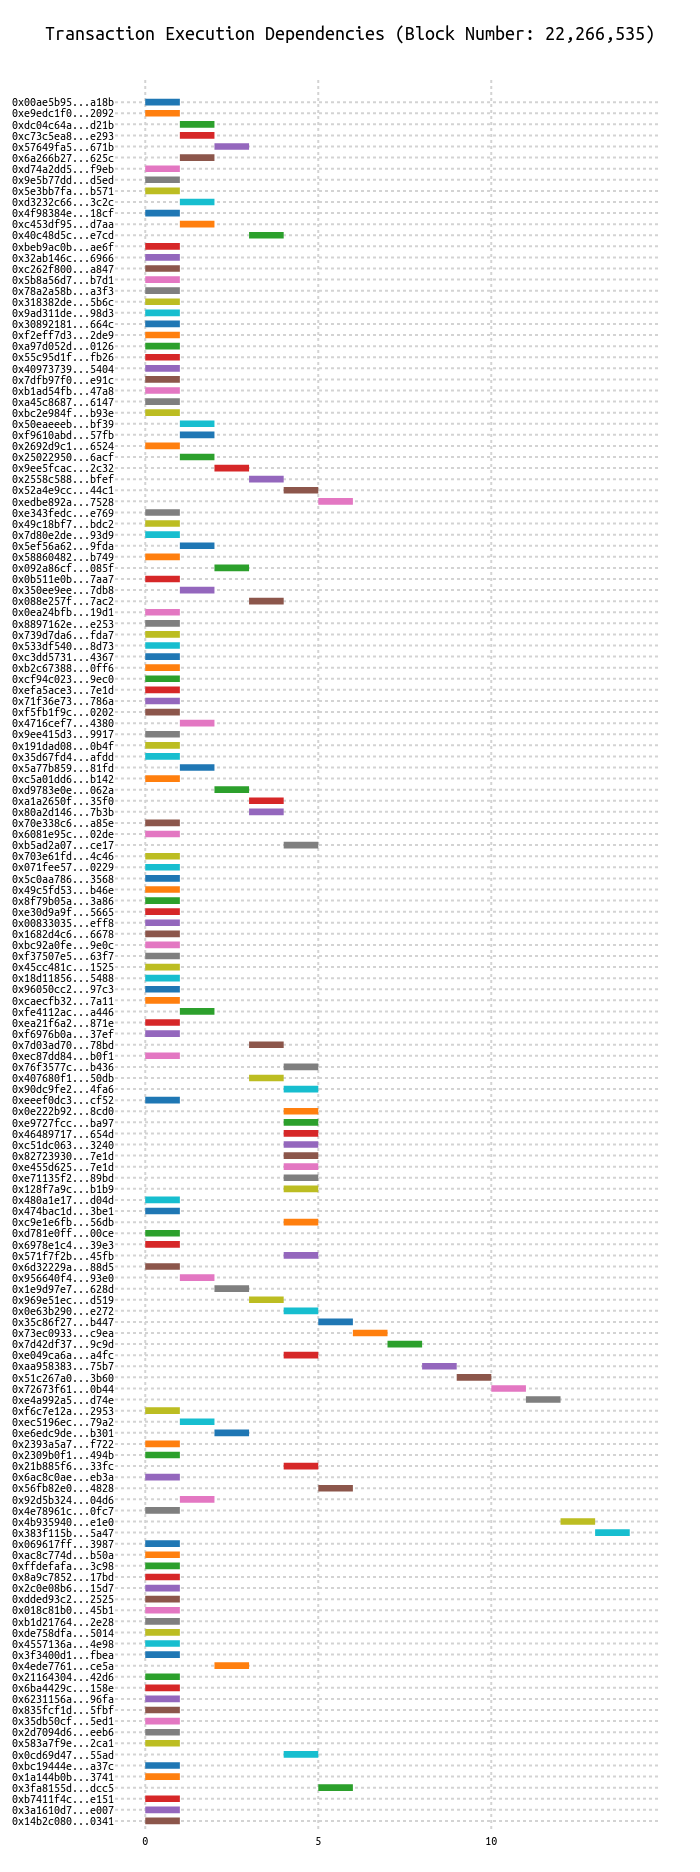 Transaction Execution Dependencies (Block Number: 22,266,535)
0x00ae5b95...a18b
0xe9edc1f0...2092
0xdc04c64a...d21b
0xc73c5ea8...e293
0x57649fa5...671b
0x6a266b27...625c
0xd74a2dd5...f9eb
0x9e5b77dd...d5ed
0x5e3bb7fa...b571
0xd3232c66...3c2c
0x4f98384e...18cf
0xc453df95...d7aa
0x40c48d5c...e7cd
0xbeb9ac0b...ae6f
0x32ab146c...6966
0xc262f800...a847
0x5b8a56d7...b7d1
0x78a2a58b...a3f3
0x318382de...5b6c
0x9ad311de...98d3
0x30892181...664c
0xf2eff7d3...2de9
0xa97d052d...0126
0x55c95d1f...fb26
0x40973739...5404
0x7dfb97f0...e91c
0xb1ad54fb...47a8
0xa45c8687...6147
0xbc2e984f...b93e
0x50eaeeeb...bf39
0xf9610abd...57fb
0x2692d9c1...6524
0x25022950...6acf
0x9ee5fcac...2c32
0x2558c588...bfef
0x52a4e9cc...44c1
0xedbe892a...7528
0xe343fedc...e769
0x49c18bf7...bdc2
0x7d80e2de...93d9
0x5ef56a62...9fda
0x58860482...b749
0x092a86cf...085f
0x0b511e0b...7aa7
0x350ee9ee...7db8
0x088e257f...7ac2
0x0ea24bfb...19d1
0x8897162e...e253
0x739d7da6...fda7
0x533df540...8d73
0xc3dd5731...4367
0xb2c67388...0ff6
0xcf94c023...9ec0
0xefa5ace3...7e1d
0x71f36e73...786a
0xf5fb1f9c...0202
0x4716cef7...4380
0x9ee415d3...9917
0x191dad08...0b4f
0x35d67fd4...afdd
0x5a77b859...81fd
0xc5a01dd6...b142
0xd9783e0e...062a
0xa1a2650f...35f0
0x80a2d146...7b3b
0x70e338c6...a85e
0x6081e95c...02de
0xb5ad2a07...ce17
0x703e61fd...4c46
0x071fee57...0229
0x5c0aa786...3568
0x49c5fd53...b46e
0x8f79b05a...3a86
0xe30d9a9f...5665
0x00833035...eff8
0x1682d4c6...6678
0xbc92a0fe...9e0c
0xf37507e5...63f7
0x45cc481c...1525
0x18d11856...5488
0x96050cc2...97c3
0xcaecfb32...7a11
0xfe4112ac...a446
0xea21f6a2...871e
0xf6976b0a...37ef
0x7d03ad70...78bd
0xec87dd84...b0f1
0x76f3577c...b436
0x407680f1...50db
0x90dc9fe2...4fa6
0xeeef0dc3...cf52
0x0e222b92...8cd0
0xe9727fcc...ba97
0x46489717...654d
0xc51dc063...3240
0x82723930...7e1d
0xe455d625...7e1d
0xe71135f2...89bd
0x128f7a9c...b1b9
0x480a1e17...d04d
0x474bac1d...3be1
0xc9e1e6fb...56db
0xd781e0ff...00ce
0x6978e1c4...39e3
0x571f7f2b...45fb
0x6d32229a...88d5
0x956640f4...93e0
0x1e9d97e7...628d
0x969e51ec...d519
0x0e63b290...e272
0x35c86f27...b447
0x73ec0933...c9ea
0x7d42df37...9c9d
0xe049ca6a...a4fc
0xaa958383...75b7
0x51c267a0...3b60
0x72673f61...0b44
0xe4a992a5...d74e
0xf6c7e12a...2953
0xec5196ec...79a2
0xe6edc9de...b301
0x2393a5a7...f722
0x2309b0f1...494b
0x21b885f6...33fc
0x6ac8c0ae...eb3a
0x56fb82e0...4828
0x92d5b324...04d6
0x4e78961c...0fc7
0x4b935940...e1e0
0x383f115b...5a47
0x069617ff...3987
0xac8c774d...b50a
0xffdefafa...3c98
0x8a9c7852...17bd
0x2c0e08b6...15d7
0xdded93c2...2525
0x018c81b0...45b1
0xb1d21764...2e28
0xde758dfa...5014
0x4557136a...4e98
0x3f3400d1...fbea
0x4ede7761...ce5a
0x21164304...42d6
0x6ba4429c...158e
0x6231156a...96fa
0x835fcf1d...5fbf
0x35db50cf...5ed1
0x2d7094d6...eeb6
0x583a7f9e...2ca1
0x0cd69d47...55ad
0xbc19444e...a37c
0x1a144b0b...3741
0x3fa8155d...dcc5
0xb7411f4c...e151
0x3a1610d7...e007
0x14b2c080...0341
0 5 10